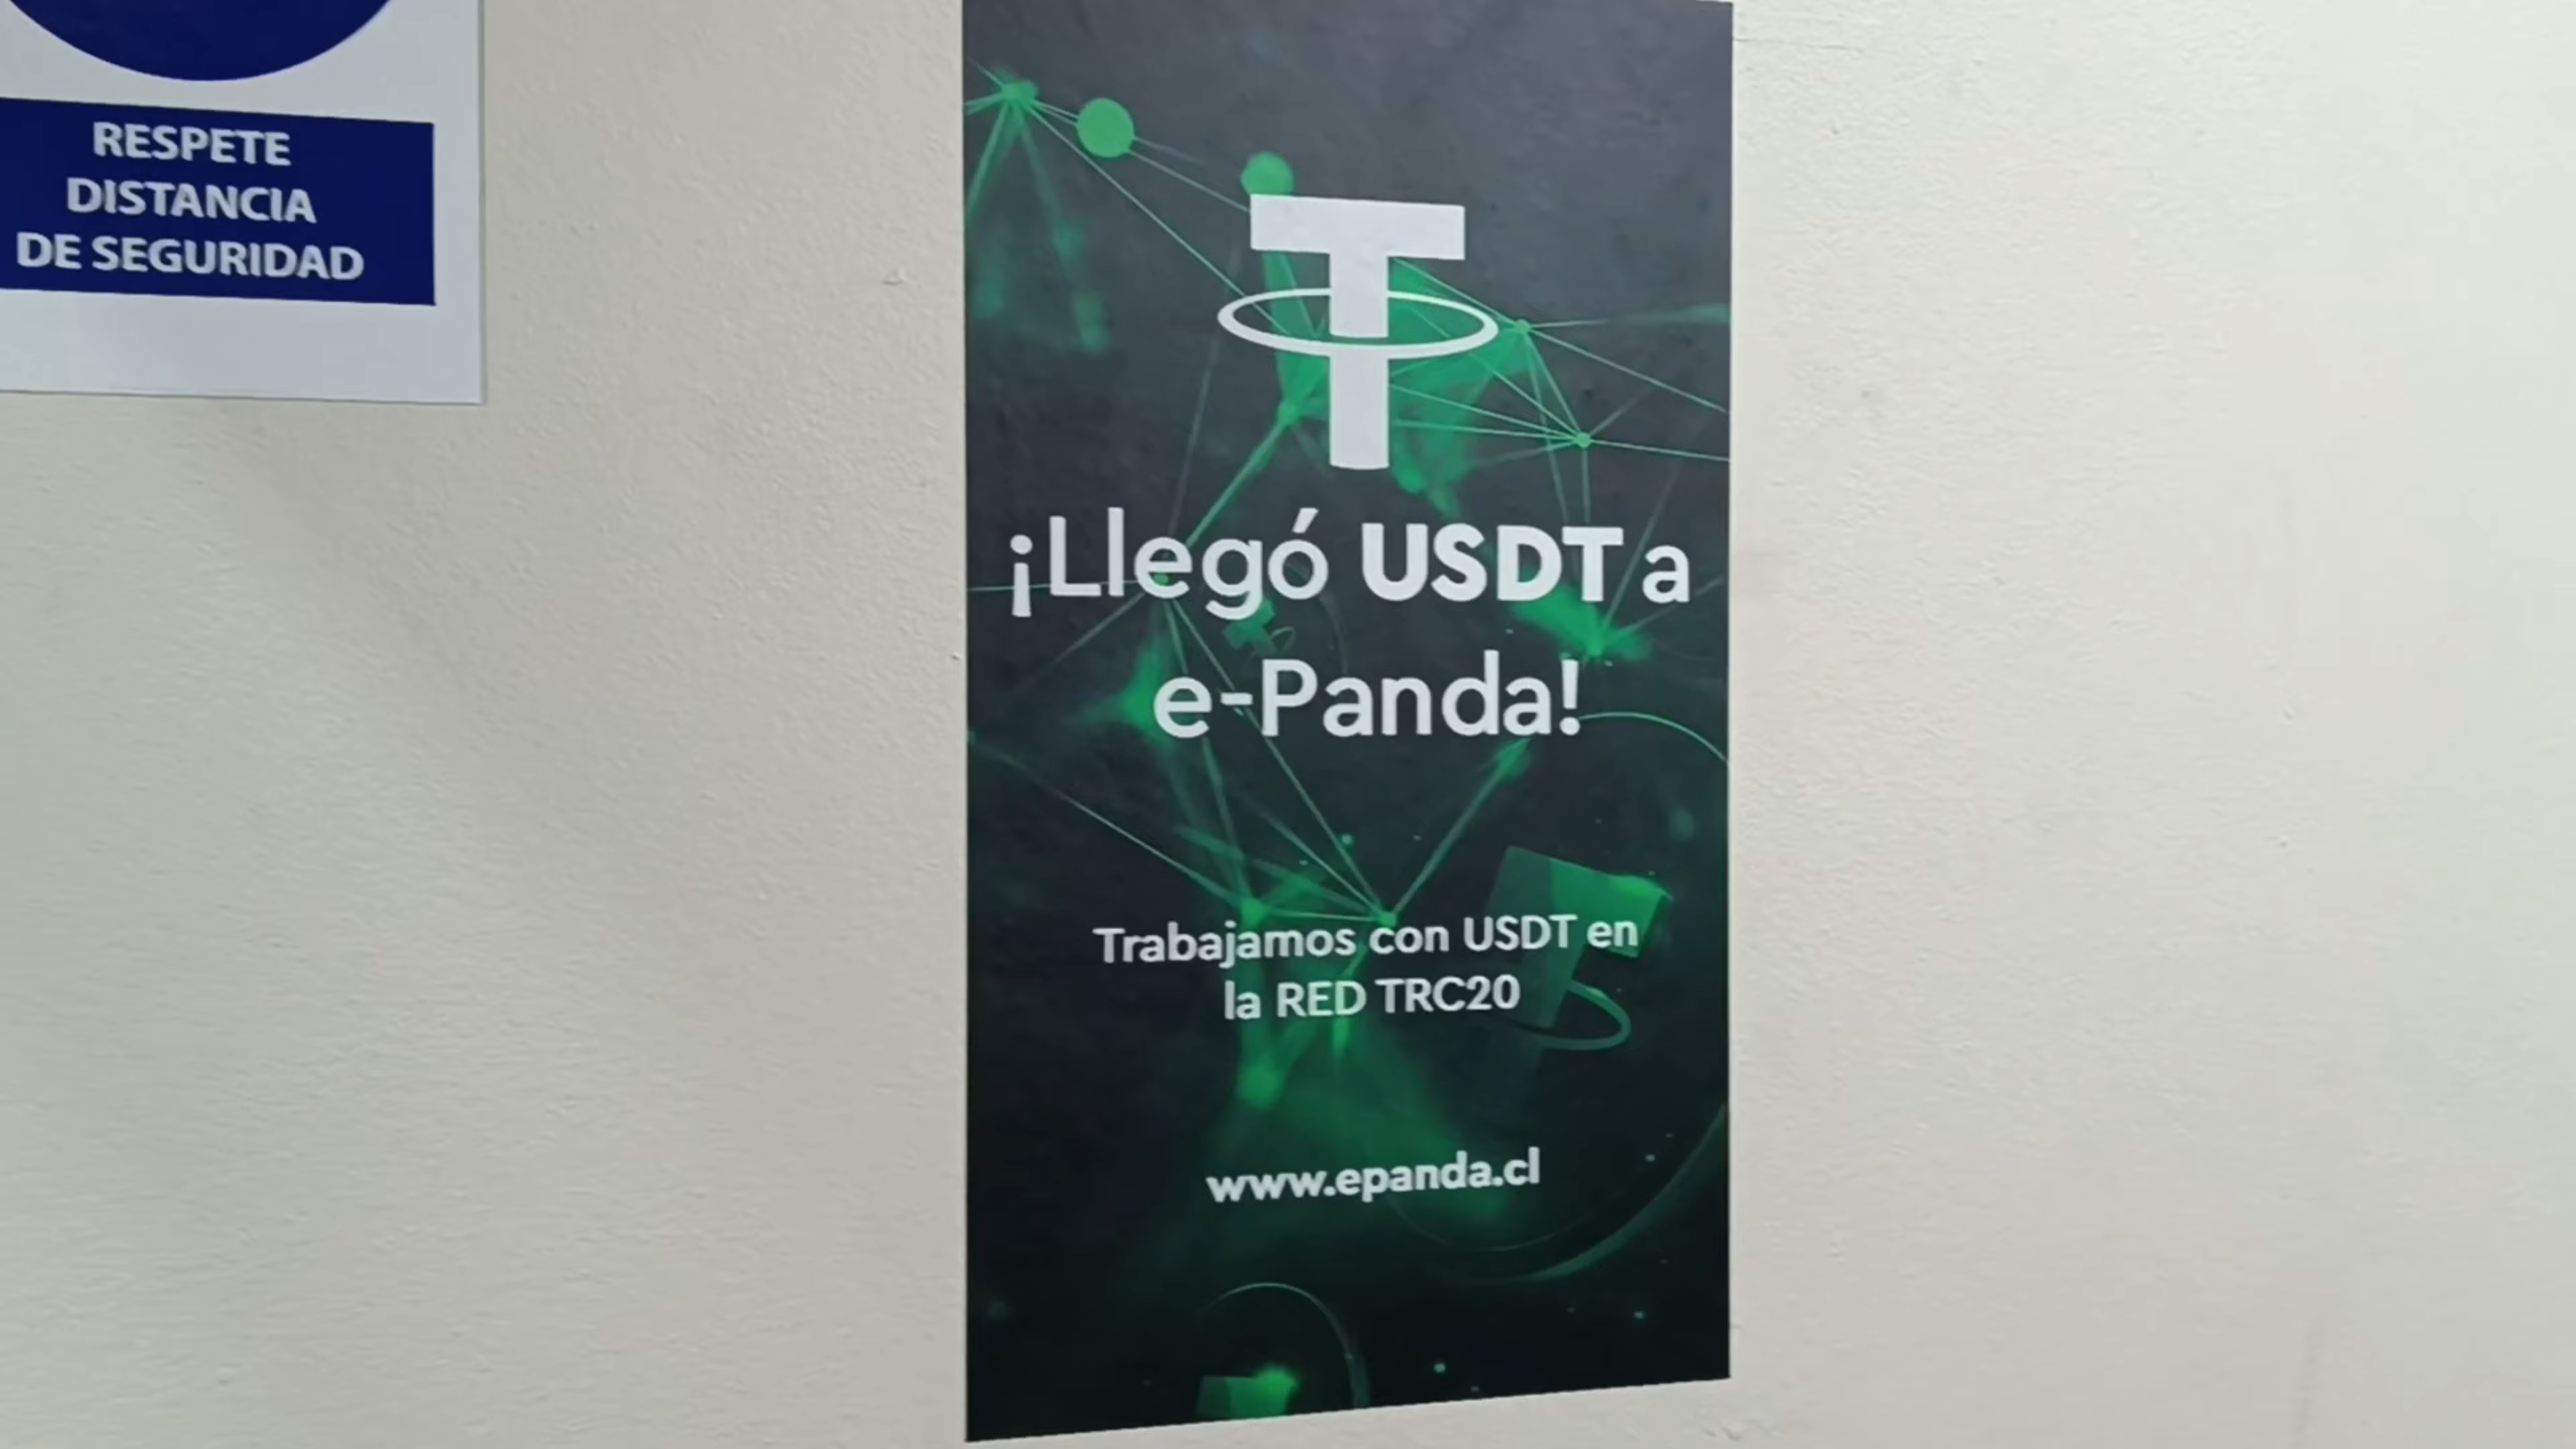 RESPETE
DISTANCIA
DE SEGURIDAD
¡Llegó USDT a
e-Panda!
Trabajamos con USDT en
la RED TRC20
www.epanda.cl